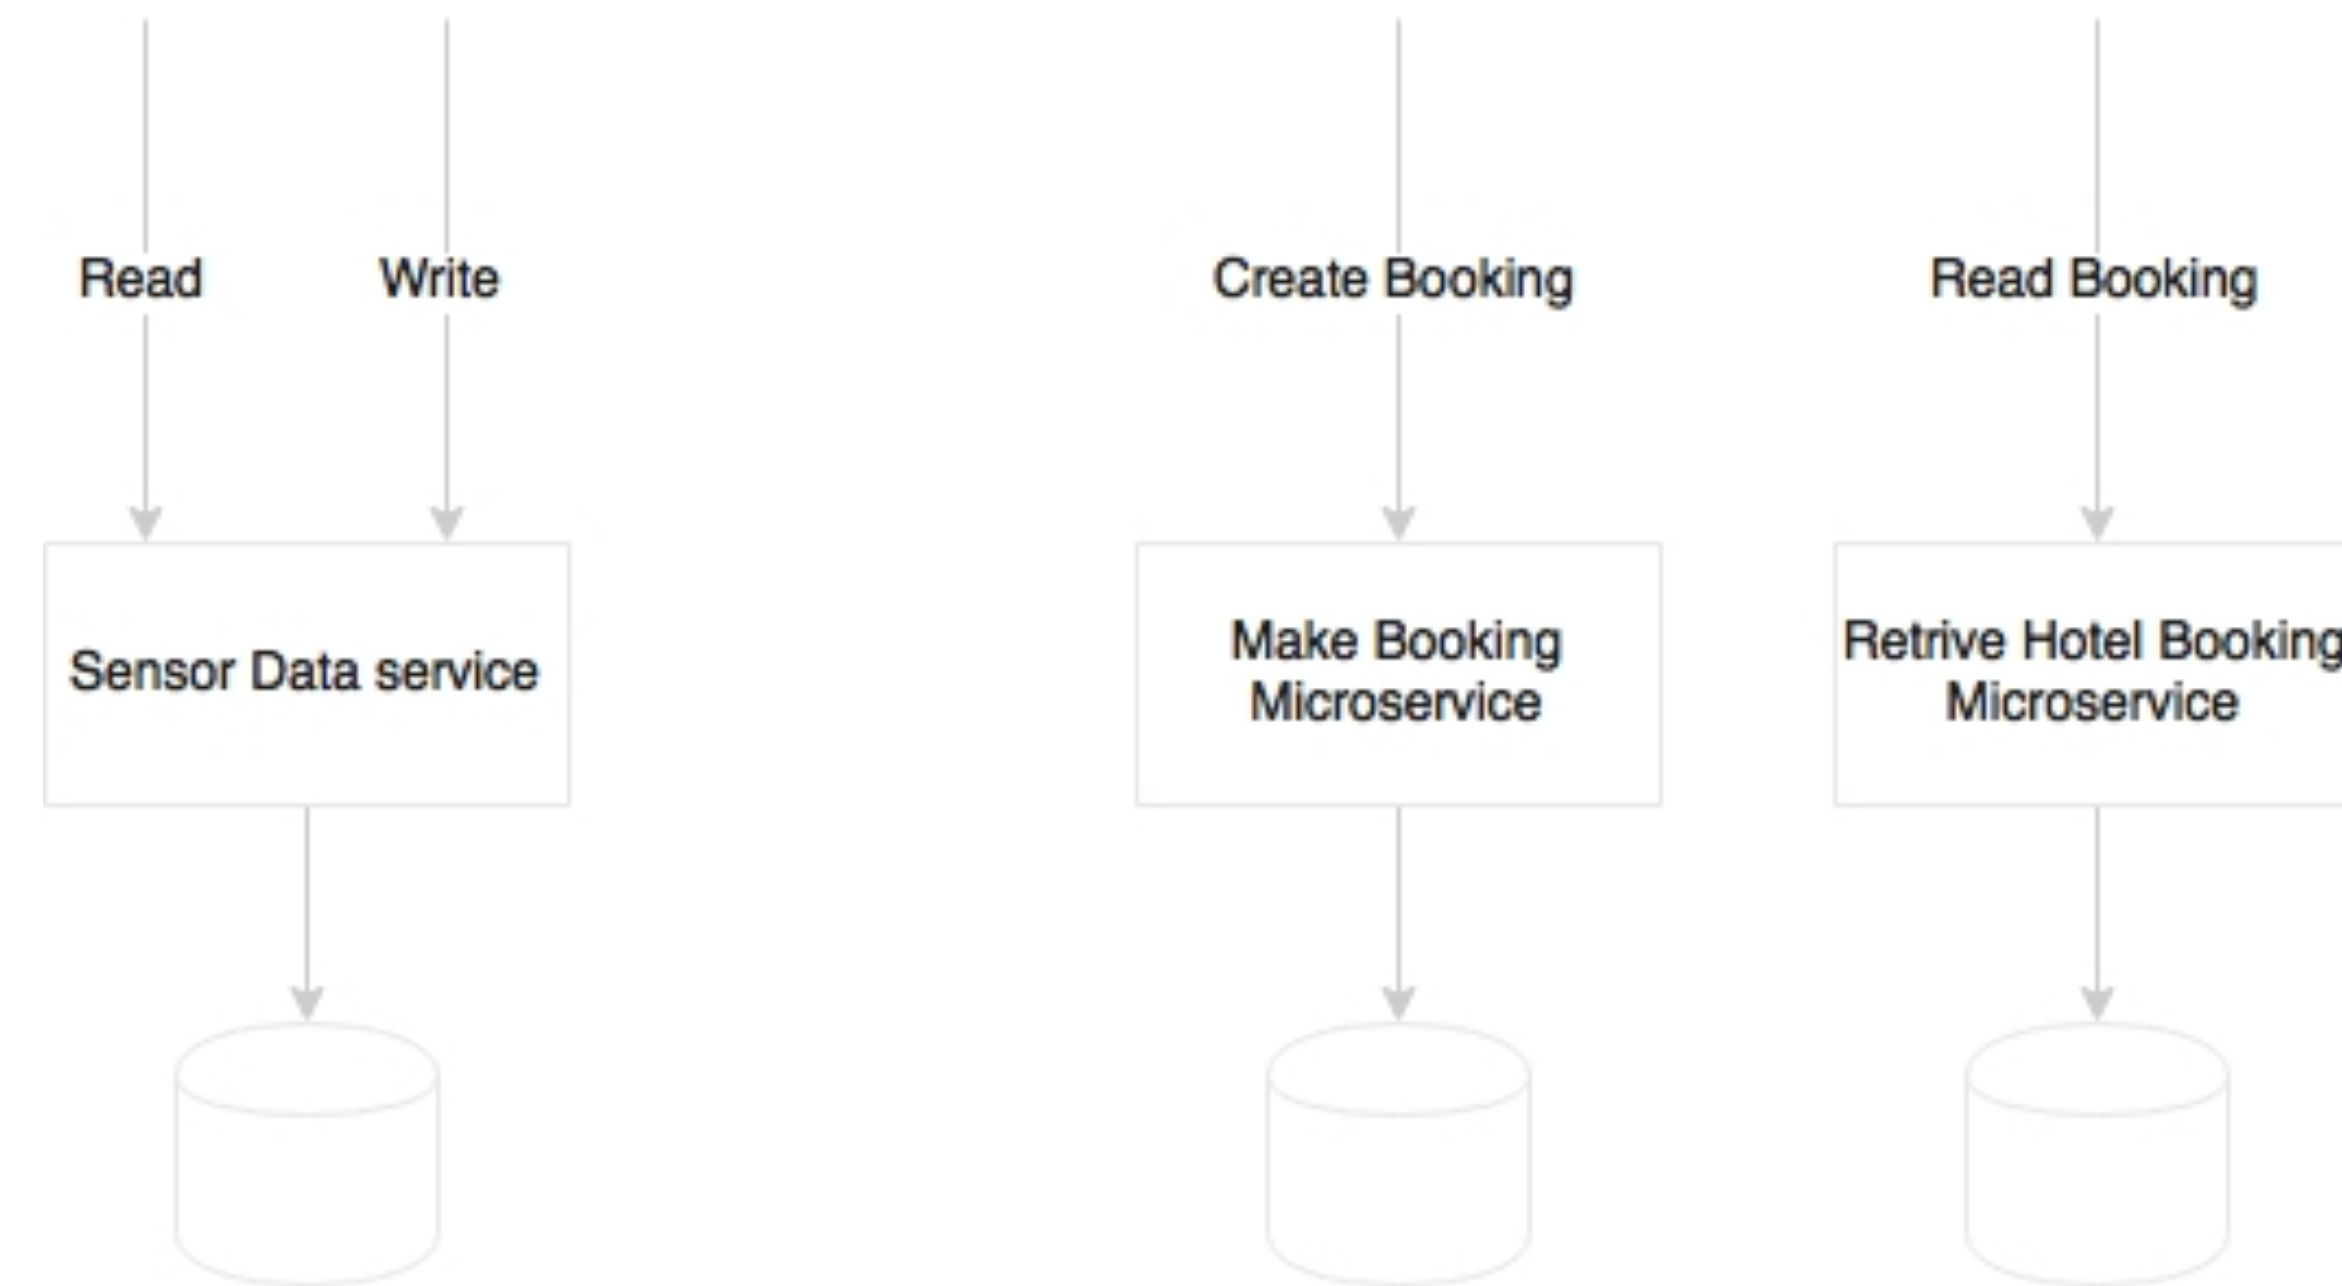 Read
Write
Create Booking
Read Booking
Sensor Data service
Make Booking
Microservice
Retrive Hotel Booking
Microservice